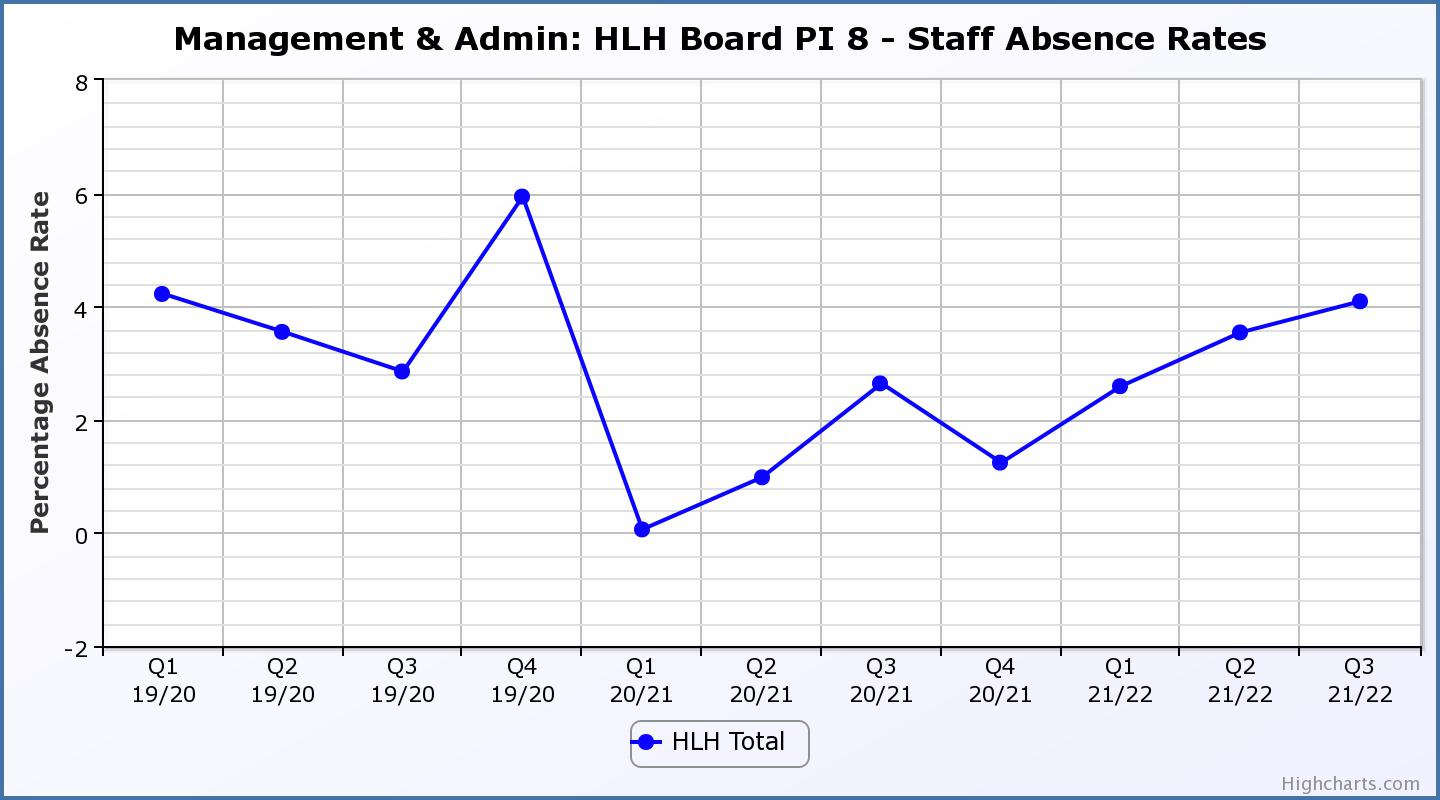 Management & Admin: HLH Board PI 8 - Staff Absence Rates
Percentage Absence Rate
8
6
4
2
0
-2
Q1 19/20
Q2 19/20
Q3 19/20
Q4 19/20
Q1 20/21
Q2 20/21
Q3 20/21
Q4 20/21
Q1 21/22
Q2 21/22
Q3 21/22
HLH Total
Highcharts.com